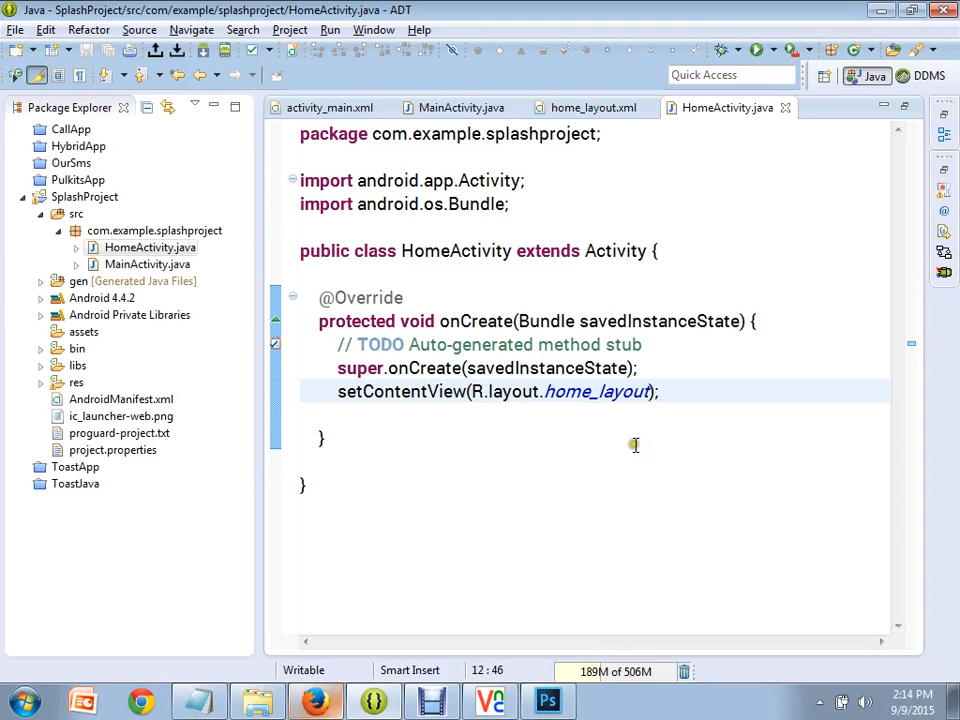 Java - SplashProject/src/com/example/splashproject/HomeActivity.java - ADT
File Edit Refactor Source Navigate Search Project Run Window Help
Quick Access
Java
DDMS
Package Explorer
activity_main.xml
MainActivity.java
home_layout.xml
HomeActivity.java
CallApp
HybridApp
OurSms
PulkitsApp
SplashProject
src
com.example.splashproject
HomeActivity.java
MainActivity.java
gen [Generated Java Files]
Android 4.4.2
Android Private Libraries
assets
bin
libs
res
AndroidManifest.xml
ic_launcher-web.png
proguard-project.txt
project.properties
ToastApp
ToastJava
package com.example.splashproject;
import android.app.Activity;
import android.os.Bundle;
public class HomeActivity extends Activity {
@Override
protected void onCreate(Bundle savedInstanceState) {
// TODO Auto-generated method stub
super.onCreate(savedInstanceState);
setContentView(R.layout.home_layout);
}
}
Writable
Smart Insert
12 : 46
189M of 506M
2:14 PM
9/9/2015